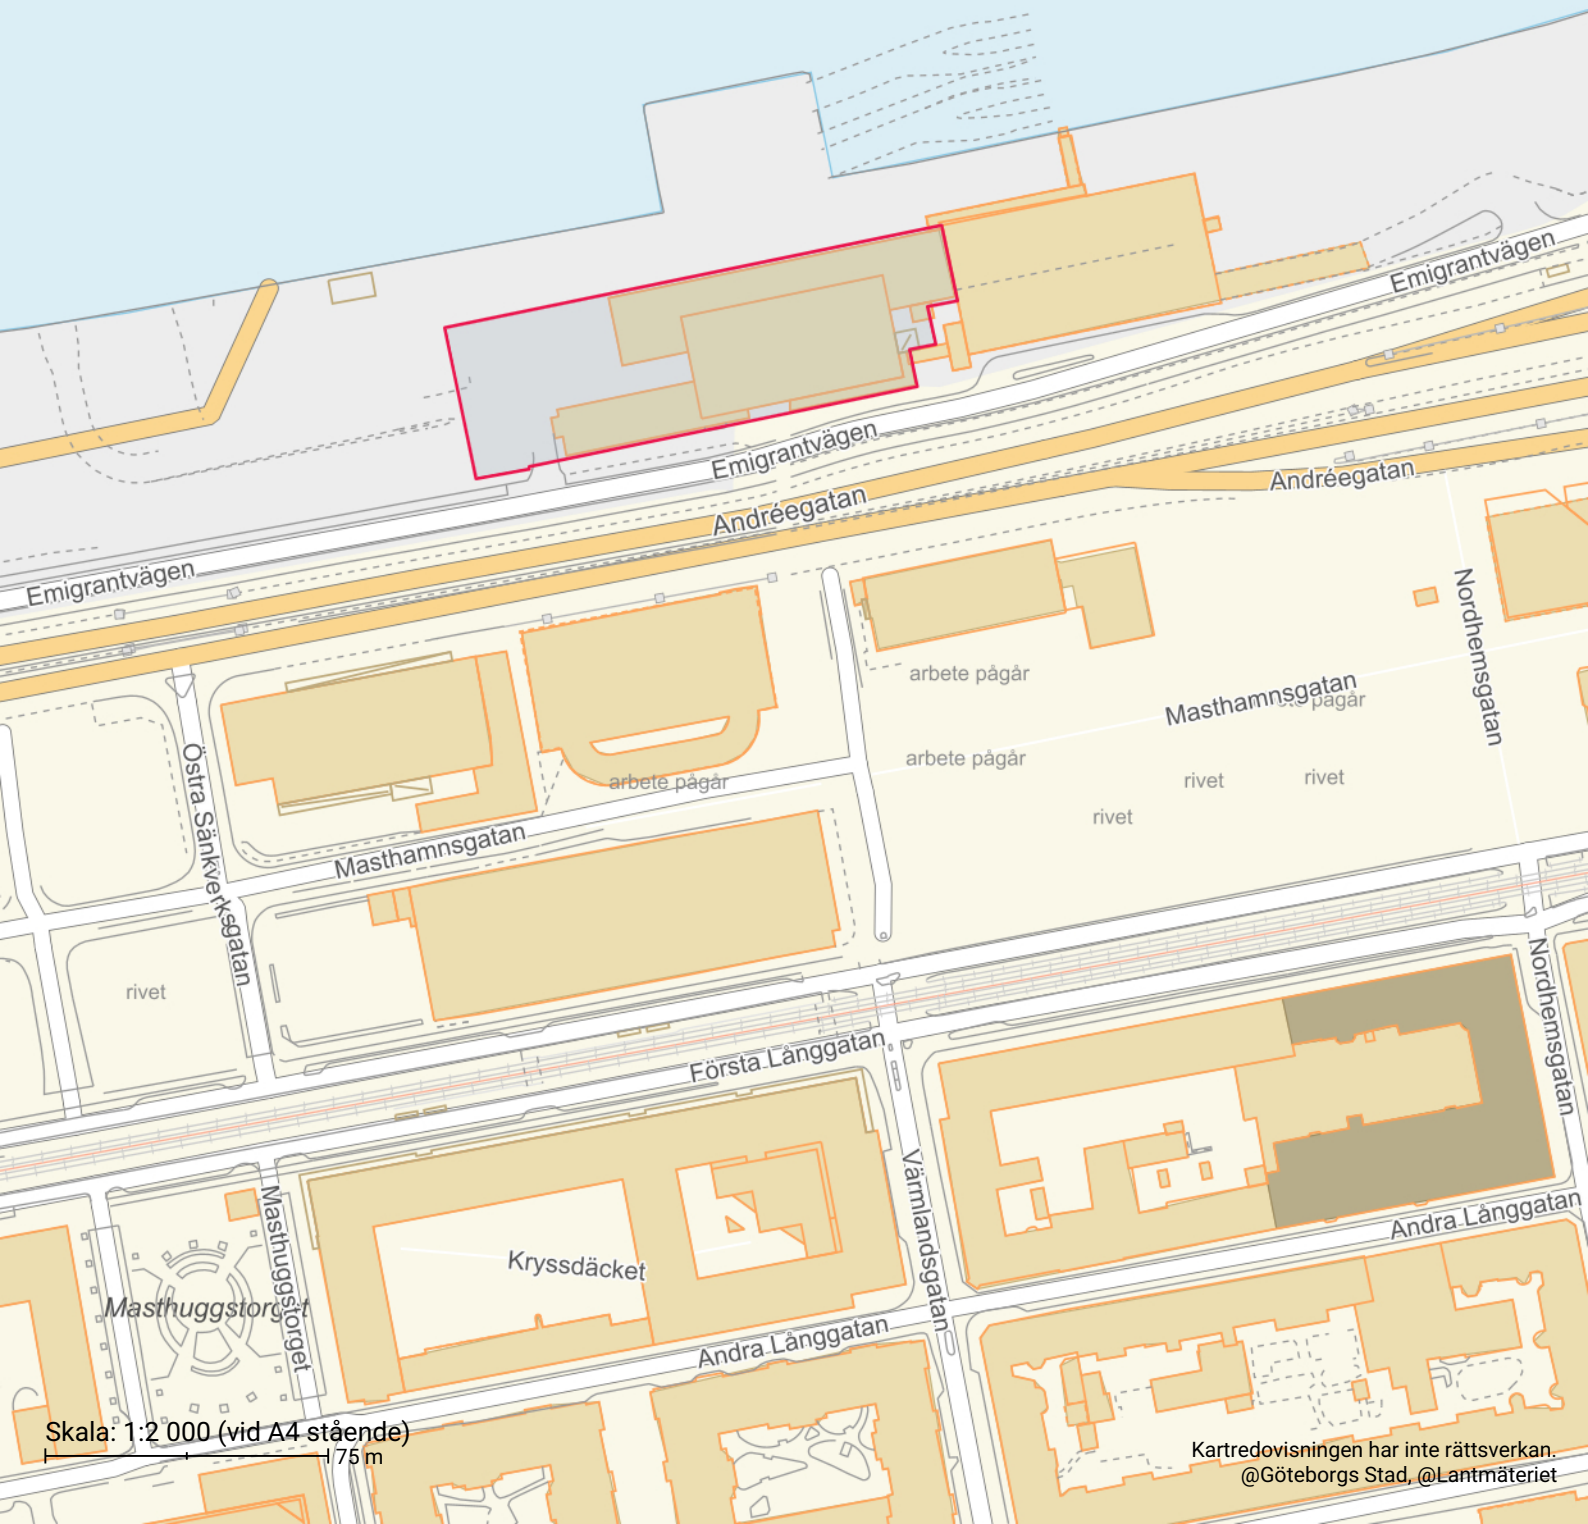 Emigrantvägen
Emigrantvägen
Andréegatan
Andréegatan
Emigrantvägen
Nordhemsgatan
arbete pågår
Masthamnsgatan
pågår
arbete pågår
arbete pågår
rivet
rivet
rivet
Östra Sänkverksgatan
Masthamnsgatan
rivet
Nordhemsgatan
Första Långgatan
Värmlandsgatan
Andra Långgatan
Masthuggstorget
Kryssdäcket
Masthuggstorget
Andra Långgatan
Skala: 1:2 000 (vid A4 stående)
75 m
Kartredovisningen har inte rättsverkan.
@Göteborgs Stad, @Lantmäteriet